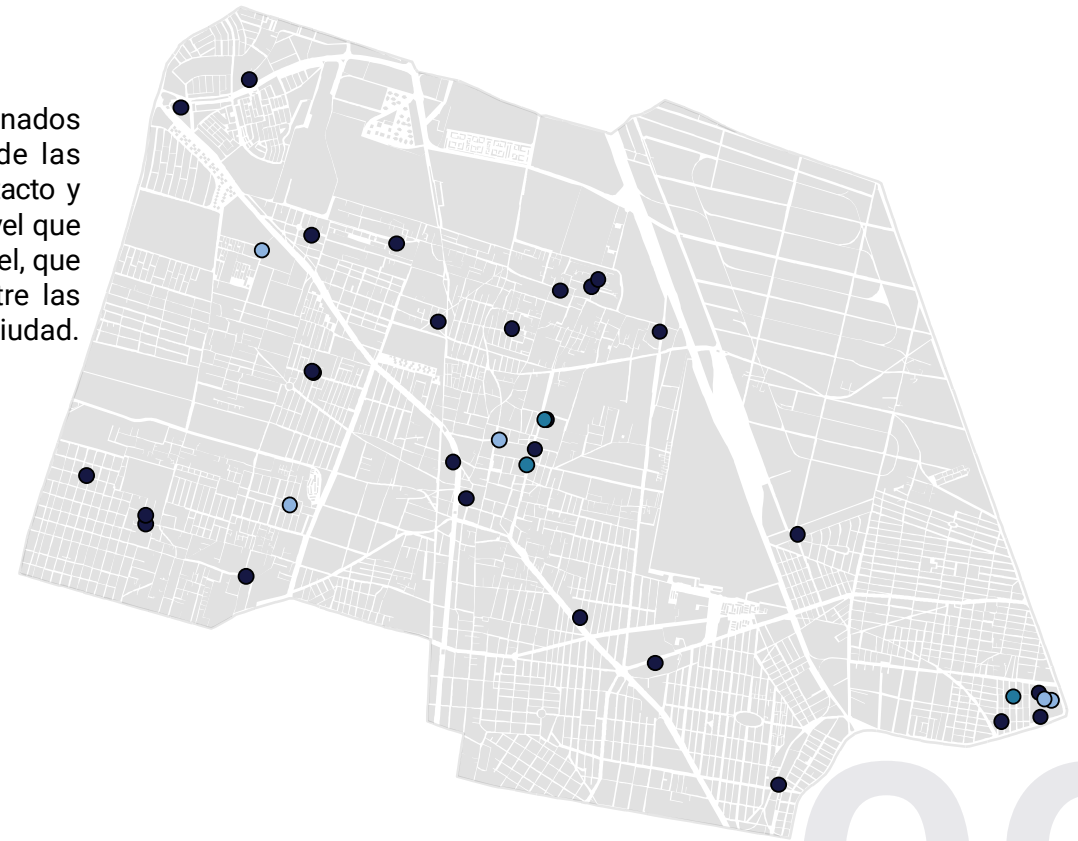 nados
de las
acto y
vel que
el, que
tre las
iudad.